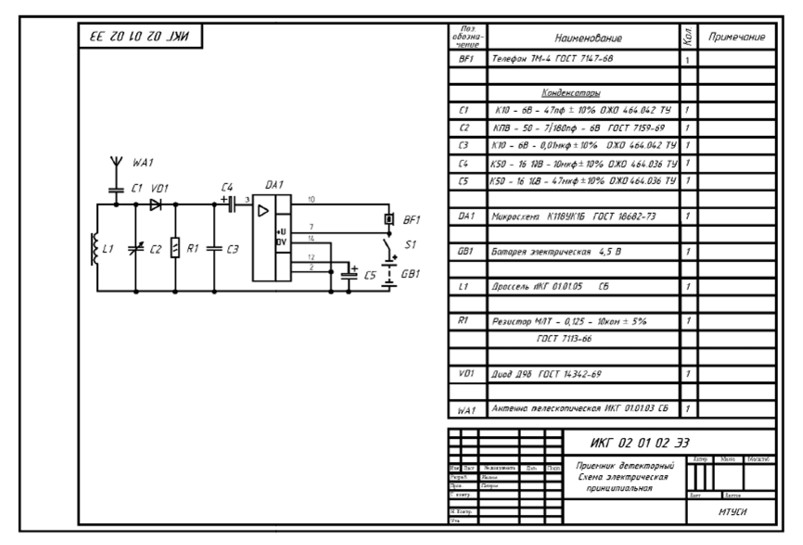 ИКГ 02 01 02 ЭЗ
WA1
C1
VD1
C4
DA1
3
10
7
+U
0V
14
12
2
BF1
S1
GB1
L1
C2
R1
C3
C5
Поз. обозна-чение Наименование Кол. Примечание
BF1 Телефон ТМ-4 ГОСТ 7147-68 1
Конденсаторы
C1 К10 - 6В - 47пф ± 10% ОЖО 464.042 ТУ 1
C2 КПВ - 50 - 7/180пф - 6В ГОСТ 7159-69 1
C3 К10 - 6В - 0,01мкф ± 10% ОЖО 464.042 ТУ 1
C4 К50 - 16 10В - 10мкф ± 10% ОЖО 464.036 ТУ 1
C5 К50 - 16 10В - 47мкф ± 10% ОЖО 464.036 ТУ 1
DA1 Микросхема К118УК1Б ГОСТ 18682-73 1
GB1 Батарея электрическая 4,5 В 1
L1 Дроссель ИКГ 01.01.05 СБ 1
R1 Резистор МЛТ - 0,125 - 10ком ± 5% 1
ГОСТ 7113-66
VD1 Диод Д9Б ГОСТ 14342-69 1
WA1 Антенна телескопическая ИКГ 01.01.03 СБ 1
ИКГ 02 01 02 ЭЗ
Приемник детекторный
Схема электрическая
принципиальная
МТУСИ